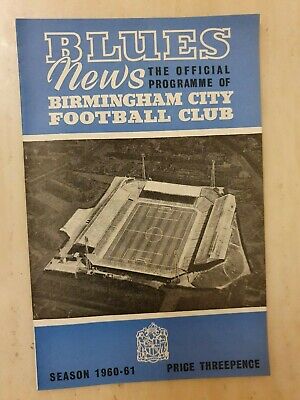 BLUES
News
THE OFFICIAL
PROGRAMME OF
BIRMINGHAM CITY
FOOTBALL CLUB
SEASON 1960-61
PRICE THREEPENCE